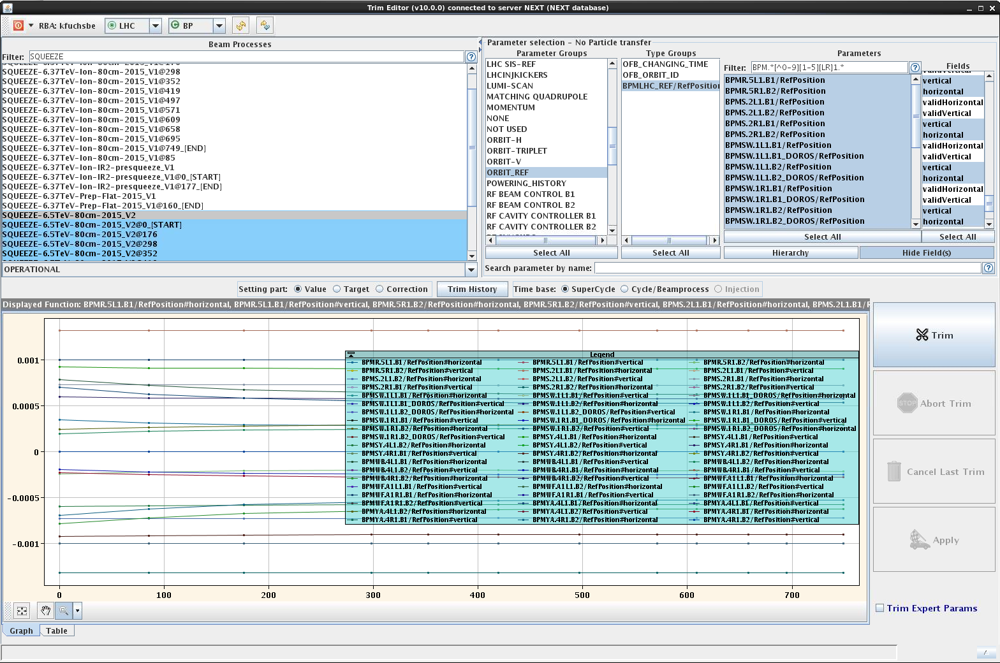 Trim Editor (v10.0.0) connected to server NEXT (NEXT database)
RBA: kfuchsbe
LHC
BP
Beam Processes
Filter: SQUEEZE
SQUEEZE-6.37TeV-Ion-80cm-2015_V1@298
SQUEEZE-6.37TeV-Ion-80cm-2015_V1@352
SQUEEZE-6.37TeV-Ion-80cm-2015_V1@419
SQUEEZE-6.37TeV-Ion-80cm-2015_V1@497
SQUEEZE-6.37TeV-Ion-80cm-2015_V1@571
SQUEEZE-6.37TeV-Ion-80cm-2015_V1@609
SQUEEZE-6.37TeV-Ion-80cm-2015_V1@658
SQUEEZE-6.37TeV-Ion-80cm-2015_V1@695
SQUEEZE-6.37TeV-Ion-80cm-2015_V1@749_[END]
SQUEEZE-6.37TeV-Ion-80cm-2015_V1@85
SQUEEZE-6.37TeV-Ion-IR2-presqueeze_V1
SQUEEZE-6.37TeV-Ion-IR2-presqueeze_V1@0_[START]
SQUEEZE-6.37TeV-Ion-IR2-presqueeze_V1@177_[END]
SQUEEZE-6.37TeV-Prep-Flat-2015_V1
SQUEEZE-6.37TeV-Prep-Flat-2015_V1@160_[END]
SQUEEZE-6.5TeV-80cm-2015_V2
SQUEEZE-6.5TeV-80cm-2015_V2@0_[START]
SQUEEZE-6.5TeV-80cm-2015_V2@176
SQUEEZE-6.5TeV-80cm-2015_V2@298
SQUEEZE-6.5TeV-80cm-2015_V2@352
OPERATIONAL
Parameter selection - No Particle transfer
Parameter Groups
LHC SIS-REF
LHCINJKICKERS
LUMI-SCAN
MATCHING QUADRUPOLE
MOMENTUM
NONE
NOT USED
ORBIT-H
ORBIT-TRIPLET
ORBIT-V
ORBIT_REF
POWERING_HISTORY
RF BEAM CONTROL B1
RF BEAM CONTROL B2
RF CAVITY CONTROLLER B1
RF CAVITY CONTROLLER B2
Select All
Type Groups
OFB_CHANGING_TIME
OFB_ORBIT_ID
BPMLHC_REF/RefPosition
Select All
Parameters
Filter: BPM.*[^0-9][1-5][LR]1.*
BPMR.5L1.B1/RefPosition
BPMR.5R1.B2/RefPosition
BPMS.2L1.B1/RefPosition
BPMS.2L1.B2/RefPosition
BPMS.2R1.B1/RefPosition
BPMS.2R1.B2/RefPosition
BPMSW.1L1.B1/RefPosition
BPMSW.1L1.B1_DOROS/RefPosition
BPMSW.1L1.B2/RefPosition
BPMSW.1L1.B2_DOROS/RefPosition
BPMSW.1R1.B1/RefPosition
BPMSW.1R1.B1_DOROS/RefPosition
BPMSW.1R1.B2/RefPosition
BPMSW.1R1.B2_DOROS/RefPosition
Select All
Fields
validVertical
vertical
horizontal
validHorizontal
validVertical
vertical
horizontal
validHorizontal
validVertical
vertical
horizontal
validHorizontal
validVertical
vertical
horizontal
Select All
Hierarchy
Hide Field(s)
Search parameter by name:
Setting part: Value Target Correction
Trim History
Time base: SuperCycle Cycle/Beamprocess Injection
Displayed Function: BPMR.5L1.B1/RefPosition#horizontal, BPMR.5L1.B1/RefPosition#vertical, BPMR.5R1.B2/RefPosition#horizontal, BPMR.5R1.B2/RefPosition#vertical, BPMS.2L1.B1/RefPosition#horizontal, BPMS.2L1.B1/R
0.001
0.0005
0
-0.0005
-0.001
0 100 200 300 400 500 600 700
Legend
BPMR.5L1.B1/RefPosition#horizontal BPMR.5L1.B1/RefPosition#vertical BPMR.5R1.B2/RefPosition#horizontal
BPMR.5R1.B2/RefPosition#vertical BPMS.2L1.B1/RefPosition#horizontal BPMS.2L1.B1/RefPosition#vertical
BPMS.2L1.B2/RefPosition#horizontal BPMS.2L1.B2/RefPosition#vertical BPMS.2R1.B1/RefPosition#horizontal
BPMS.2R1.B1/RefPosition#vertical BPMS.2R1.B2/RefPosition#horizontal BPMS.2R1.B2/RefPosition#vertical
BPMSW.1L1.B1/RefPosition#horizontal BPMSW.1L1.B1/RefPosition#vertical BPMSW.1L1.B1_DOROS/RefPosition#horizontal
BPMSW.1L1.B1_DOROS/RefPosition#vertical BPMSW.1L1.B2/RefPosition#horizontal BPMSW.1L1.B2/RefPosition#vertical
BPMSW.1L1.B2_DOROS/RefPosition#horizontal BPMSW.1L1.B2_DOROS/RefPosition#vertical BPMSW.1R1.B1/RefPosition#horizontal
BPMSW.1R1.B1/RefPosition#vertical BPMSW.1R1.B1_DOROS/RefPosition#horizontal BPMSW.1R1.B1_DOROS/RefPosition#vertical
BPMSW.1R1.B2/RefPosition#horizontal BPMSW.1R1.B2/RefPosition#vertical BPMSW.1R1.B2_DOROS/RefPosition#horizontal
BPMSW.1R1.B2_DOROS/RefPosition#vertical BPMSY.4L1.B1/RefPosition#horizontal BPMSY.4L1.B1/RefPosition#vertical
BPMSY.4L1.B2/RefPosition#horizontal BPMSY.4L1.B2/RefPosition#vertical BPMSY.4R1.B1/RefPosition#horizontal
BPMSY.4R1.B1/RefPosition#vertical BPMSY.4R1.B2/RefPosition#horizontal BPMSY.4R1.B2/RefPosition#vertical
BPMWB.4L1.B1/RefPosition#horizontal BPMWB.4L1.B1/RefPosition#vertical BPMWB.4L1.B2/RefPosition#horizontal
BPMWB.4L1.B2/RefPosition#vertical BPMWB.4R1.B1/RefPosition#horizontal BPMWB.4R1.B1/RefPosition#vertical
BPMWB.4R1.B2/RefPosition#horizontal BPMWB.4R1.B2/RefPosition#vertical BPMWF.A1L1.B1/RefPosition#horizontal
BPMWF.A1L1.B1/RefPosition#vertical BPMWF.A1L1.B2/RefPosition#horizontal BPMWF.A1L1.B2/RefPosition#vertical
BPMWF.A1R1.B1/RefPosition#horizontal BPMWF.A1R1.B1/RefPosition#vertical BPMWF.A1R1.B2/RefPosition#horizontal
BPMWF.A1R1.B2/RefPosition#vertical BPMYA.4L1.B1/RefPosition#horizontal BPMYA.4L1.B1/RefPosition#vertical
BPMYA.4L1.B2/RefPosition#horizontal BPMYA.4L1.B2/RefPosition#vertical BPMYA.4R1.B1/RefPosition#horizontal
BPMYA.4R1.B1/RefPosition#vertical BPMYA.4R1.B2/RefPosition#horizontal BPMYA.4R1.B2/RefPosition#vertical
Trim
STOP Abort Trim
Cancel Last Trim
Apply
Trim Expert Params
Graph Table